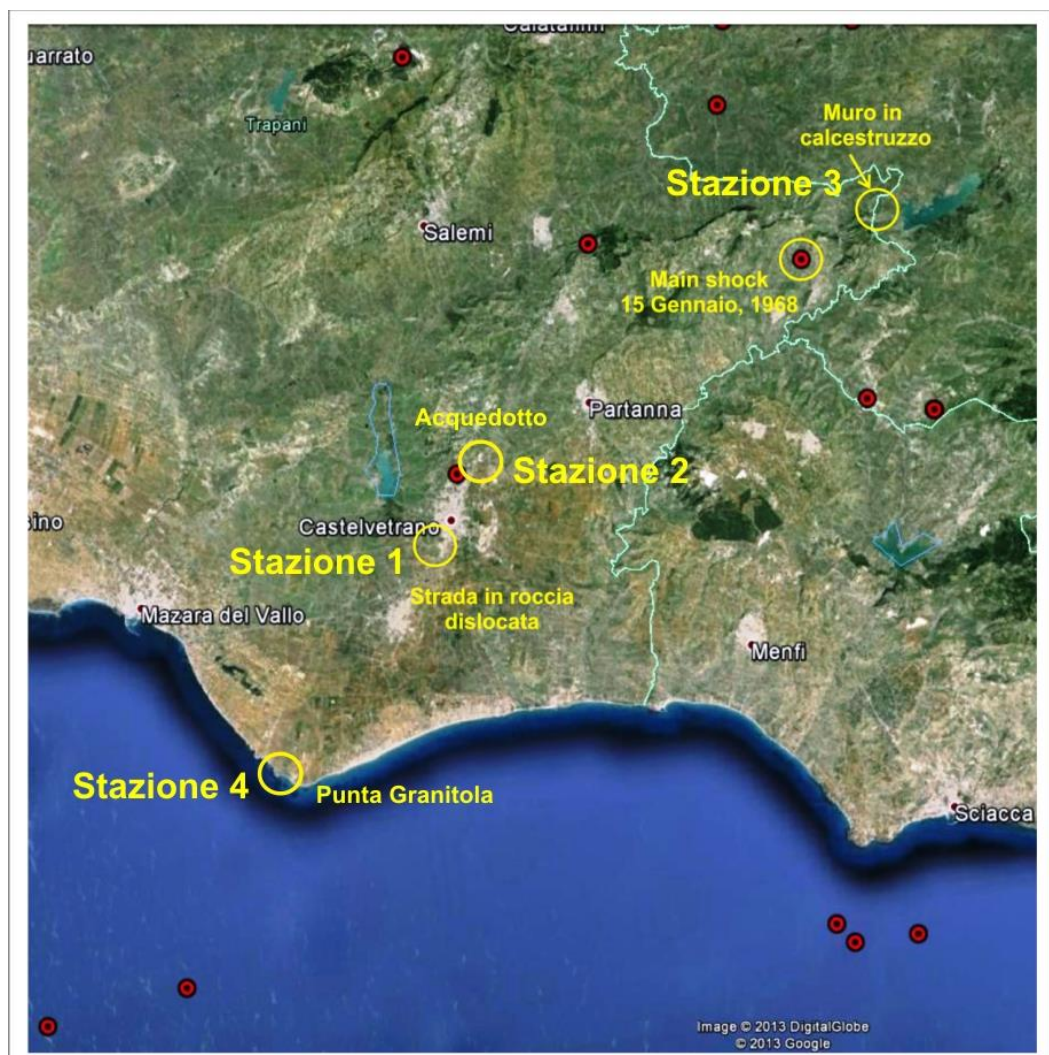 Calatafimi
uarrato
Trapani
Muro in
calcestruzzo
Stazione 3
Salemi
Main shock
15 Gennaio, 1968
Partanna
Acquedotto
Stazione 2
sino
Castelvetrano
Stazione 1
Strada in roccia
dislocata
Mazara del Vallo
Menfi
Stazione 4
Punta Granitola
Sciacca
Image © 2013 DigitalGlobe
© 2013 Google